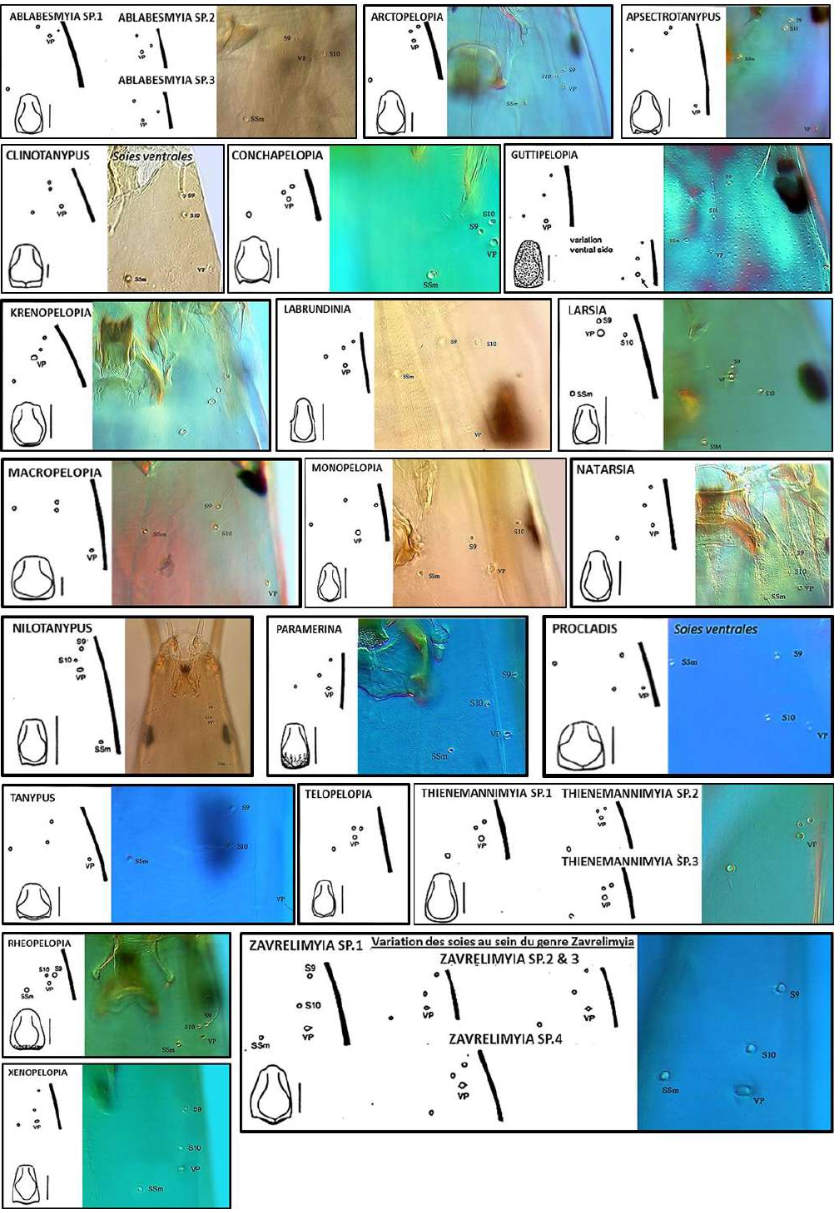 ABLABESMYIA SP.1
ABLABESMYIA SP.2
VP
VP
ABLABESMYIA SP.3
VP
S9
VP
S10
SSm
ARCTOPELOPIA
VP
S9
S10
VP
SSm
APSECTROTANYPUS
VP
S9
S10
SSm
VP
CLINOTANYPUS
Soies ventrales
VP
S9
S10
SSm
VP
CONCHAPELOPIA
VP
S10
S9
VP
SSm
GUTTIPELOPIA
VP
variation
ventral side
S9
S10
SSm
VP
KRENOPELOPIA
VP
LABRUNDINIA
VP
S9
S10
SSm
VP
LARSIA
S9
VP
S10
SSm
S9
VP
S10
SSM
MACROPELOPIA
VP
S9
S10
SSm
VP
MONOPELOPIA
VP
S9
S10
SSm
VP
NATARSIA
VP
S9
S10
VP
SSm
NILOTANYPUS
S9
S10
VP
SSm
PARAMERINA
VP
S9
S10
VP
SSm
PROCLADIS
Soies ventrales
VP
SSm
S9
S10
VP
TANYPUS
VP
S9
S10
SSm
VP
TELOPELOPIA
VP
THIENEMANNIMYIA SP.1
THIENEMANNIMYIA SP.2
VP
VP
THIENEMANNIMYIA SP.3
VP
VP
RHEOPELOPIA
S10
S9
VP
SSm
S9
S10
VP
SSm
ZAVRELIMYIA SP.1
Variation des soies au sein du genre Zavrelimyia
ZAVRELIMYIA SP.2 & 3
S9
S10
VP
SSm
VP
VP
ZAVRELIMYIA SP.4
VP
S9
S10
SSm
VP
XENOPELOPIA
VP
S9
S10
VP
SSm